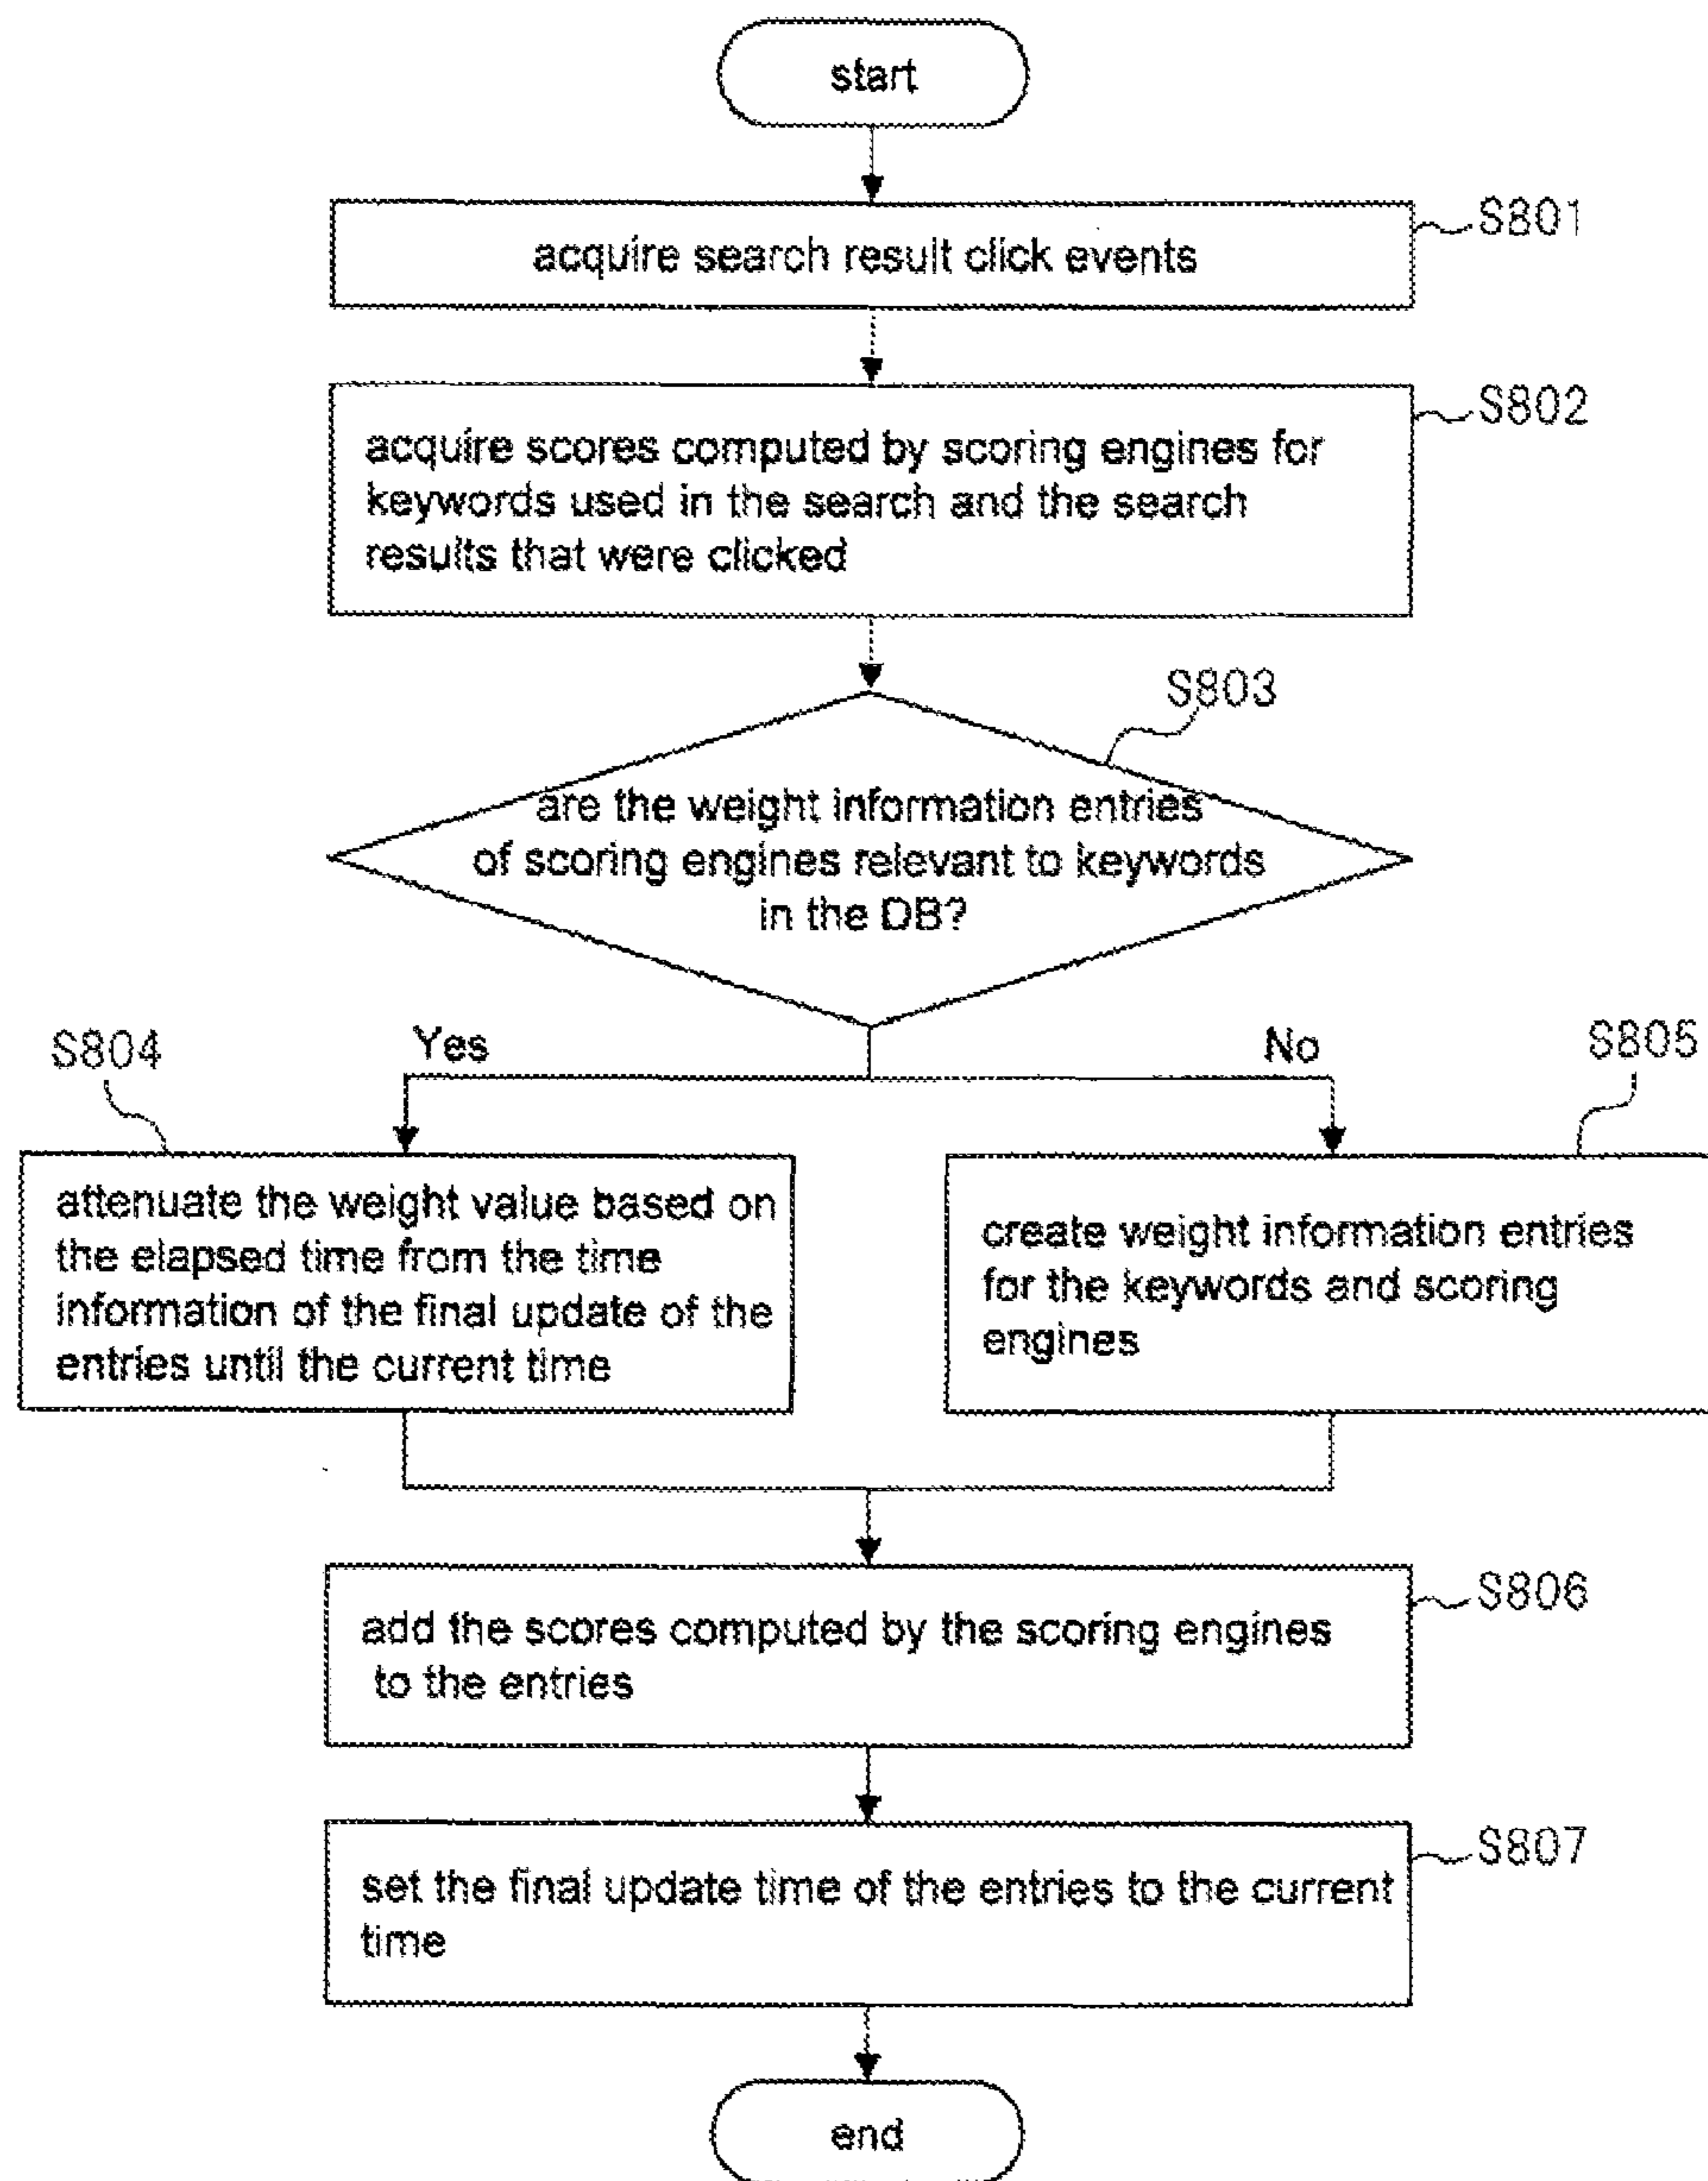 start
acquire search result click events
S801
acquire scores computed by scoring engines for
keywords used in the search and the search
results that were clicked
S802
S803
are the weight information entries
of scoring engines relevant to keywords
in the DB?
S804
Yes
No
S805
attenuate the weight value based on
the elapsed time from the time
information of the final update of the
entries until the current time
create weight information entries
for the keywords and scoring
engines
add the scores computed by the scoring engines
to the entries
S806
set the final update time of the entries to the current
time
S807
end